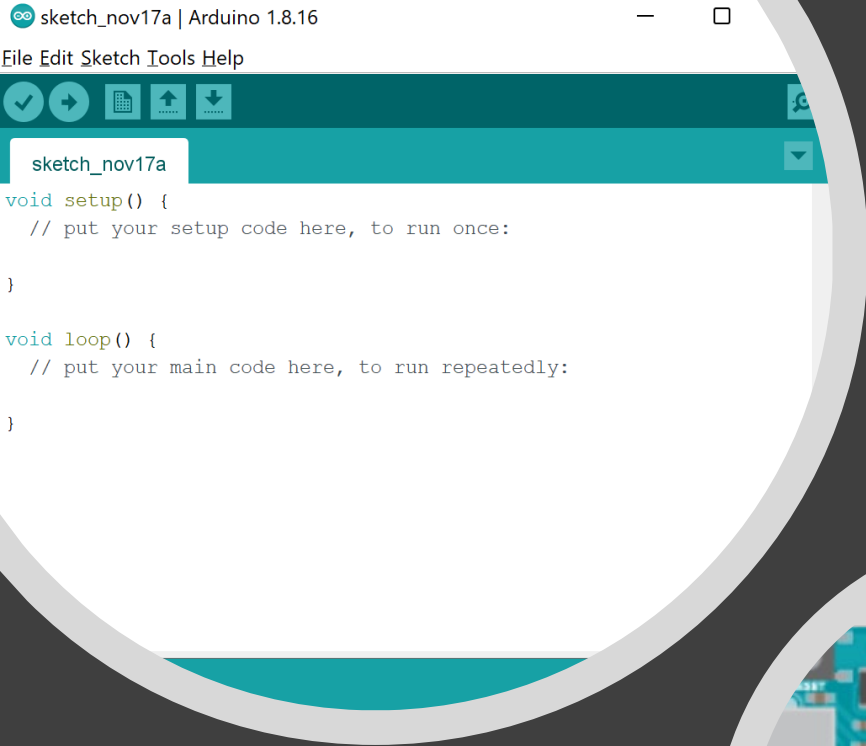 sketch_nov17a | Arduino 1.8.16
File Edit Sketch Tools Help
sketch_nov17a
void setup() {
  // put your setup code here, to run once:
}
void loop() {
  // put your main code here, to run repeatedly:
}